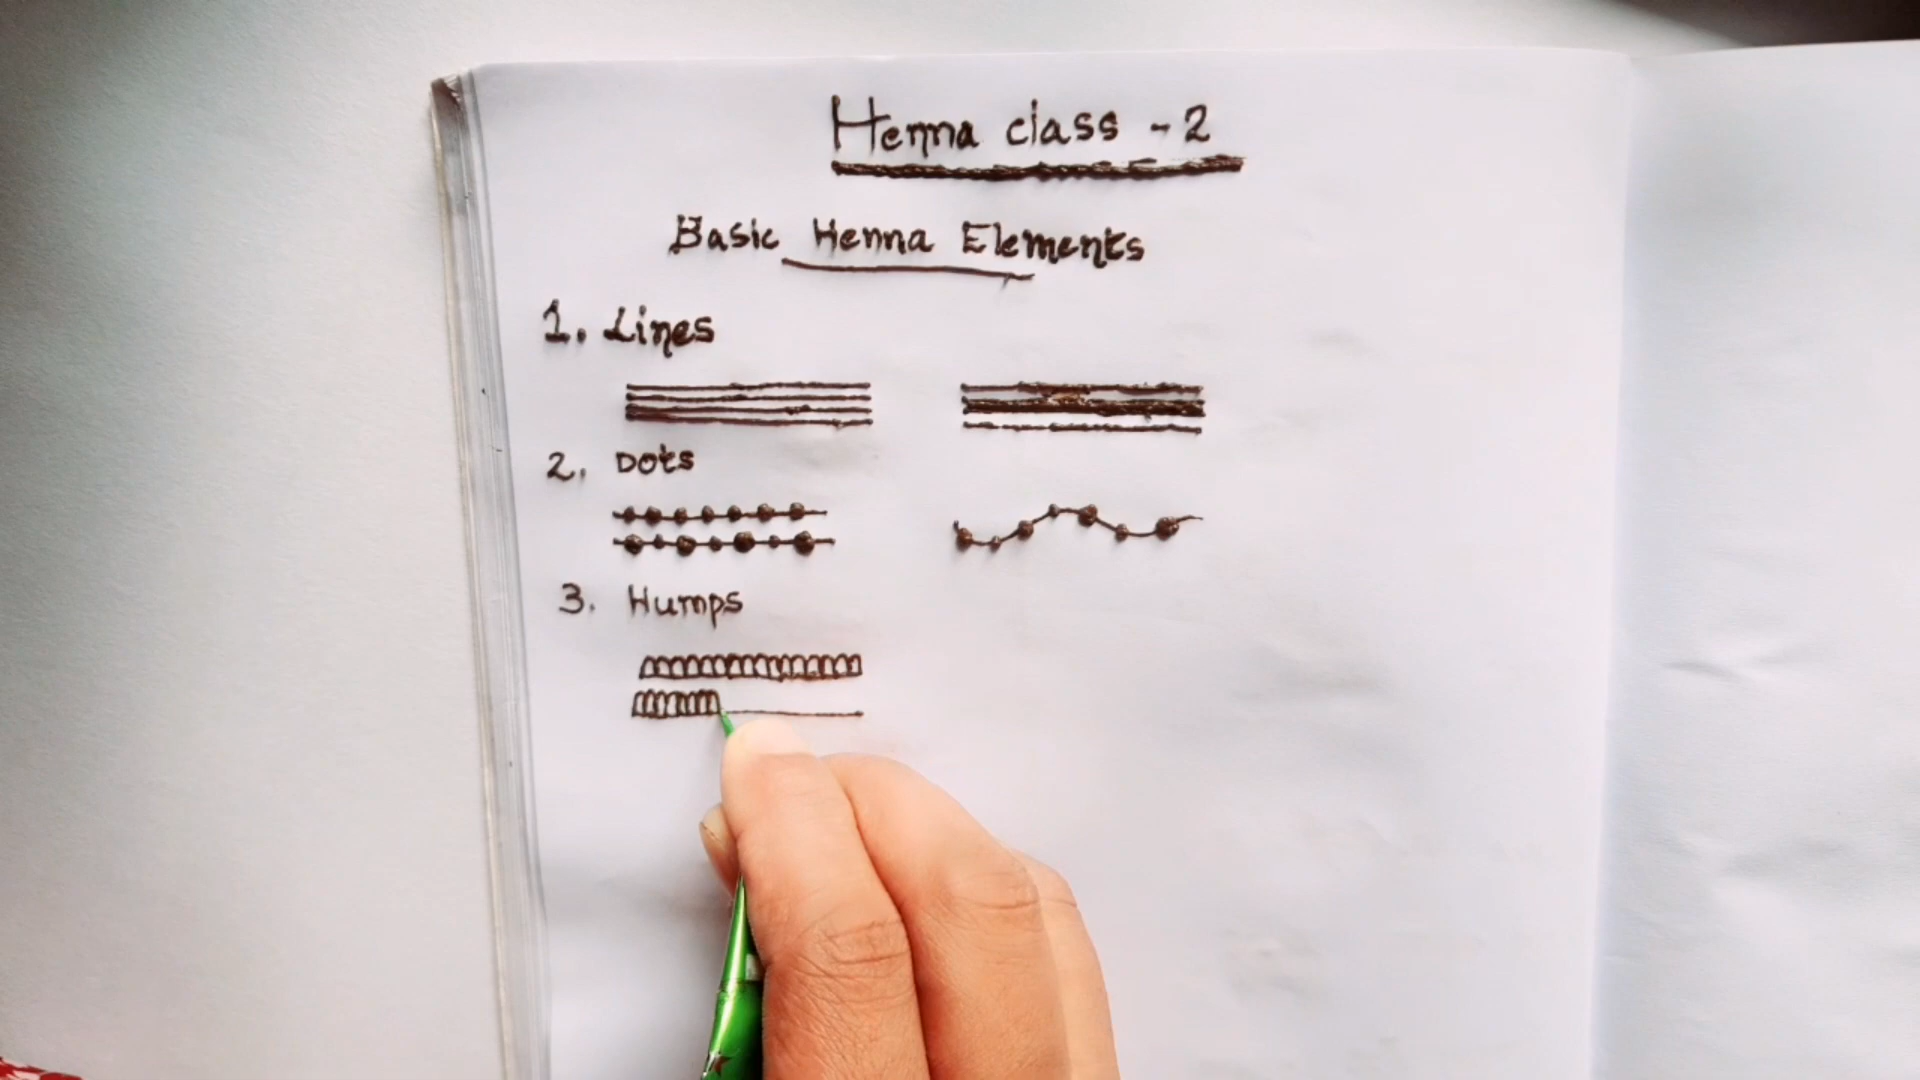 Henna class - 2
Basic Henna Elements
1. Lines
2. Dots
3. Humps